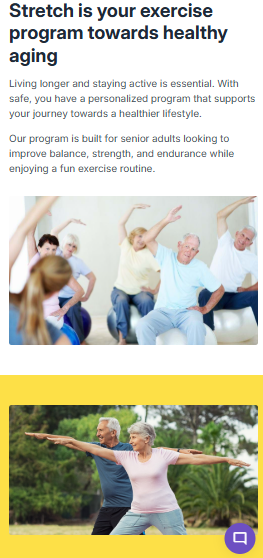 Stretch is your exercise
program towards healthy
aging
Living longer and staying active is essential. With
safe, you have a personalized program that supports
your journey towards a healthier lifestyle.
Our program is built for senior adults looking to
improve balance, strength, and endurance while
enjoying a fun exercise routine.